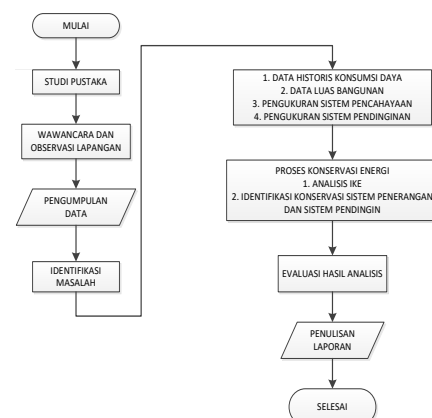 MULAI
STUDI PUSTAKA
WAWANCARA DAN
OBSERVASI LAPANGAN
PENGUMPULAN
DATA
IDENTIFIKASI
MASALAH
1. DATA HISTORIS KONSUMSI DAYA
2. DATA LUAS BANGUNAN
3. PENGUKURAN SISTEM PENCAHAYAAN
4. PENGUKURAN SISTEM PENDINGINAN
PROSES KONSERVASI ENERGI
1. ANALISIS IKE
2. IDENTIFIKASI KONSERVASI SISTEM PENERANGAN
DAN SISTEM PENDINGIN
EVALUASI HASIL ANALISIS
PENULISAN
LAPORAN
SELESAI